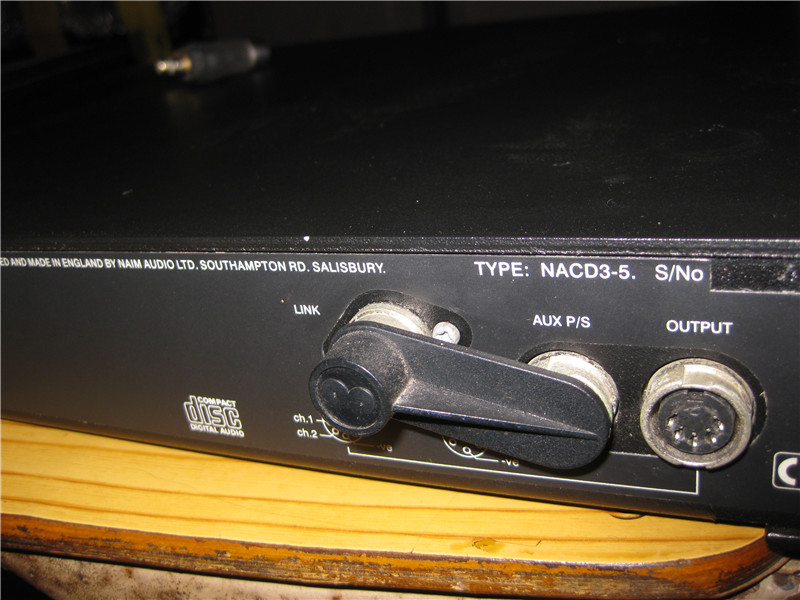 ED AND MADE IN ENGLAND BY NAIM AUDIO LTD. SOUTHAMPTON RD. SALISBURY.
TYPE: NACD3-5. S/No
LINK
AUX P/S
OUTPUT
COMPACT
disc
DIGITAL AUDIO
ch.1
ch.2
-ve